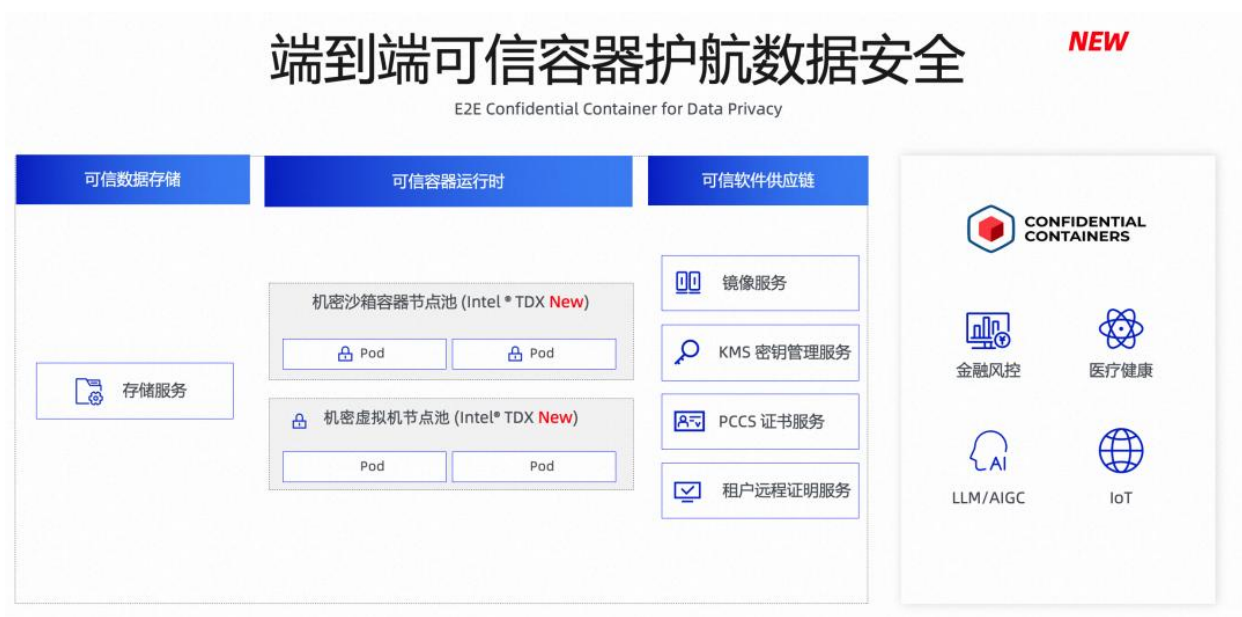 端到端可信容器护航数据安全
NEW
E2E Confidential Container for Data Privacy
可信数据存储
可信容器运行时
可信软件供应链
存储服务
机密沙箱容器节点池 (Intel ® TDX New)
Pod
Pod
机密虚拟机节点池 (Intel® TDX New)
Pod
Pod
镜像服务
KMS 密钥管理服务
PCCS 证书服务
租户远程证明服务
CONFIDENTIAL
CONTAINERS
金融风控
医疗健康
AI
LLM/AIGC
IoT